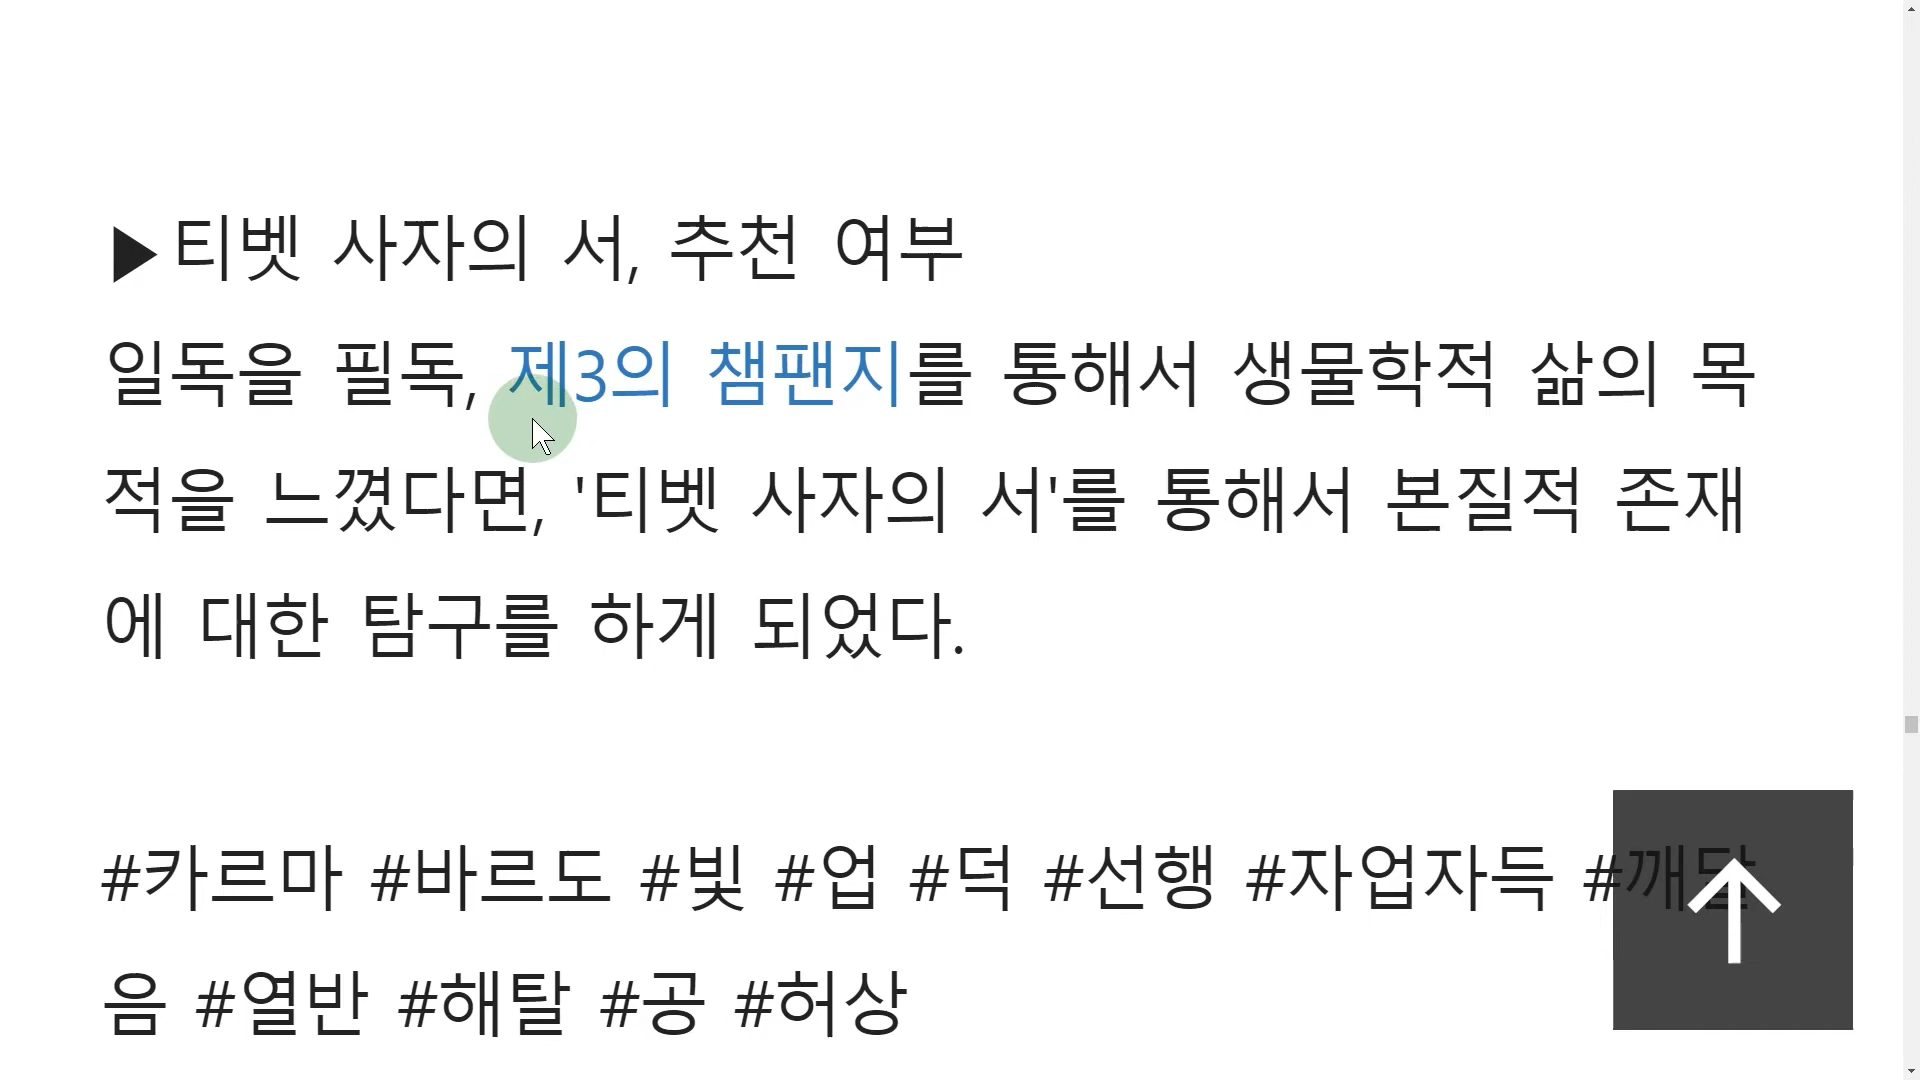 ▶티벳 사자의 서, 추천 여부
일독을 필독, 제3의 챔팬지를 통해서 생물학적 삶의 목
적을 느꼈다면, '티벳 사자의 서'를 통해서 본질적 존재
에 대한 탐구를 하게 되었다.
#카르마 #바르도 #빛 #업 #덕 #선행 #자업자득 #깨달
음 #열반 #해탈 #공 #허상